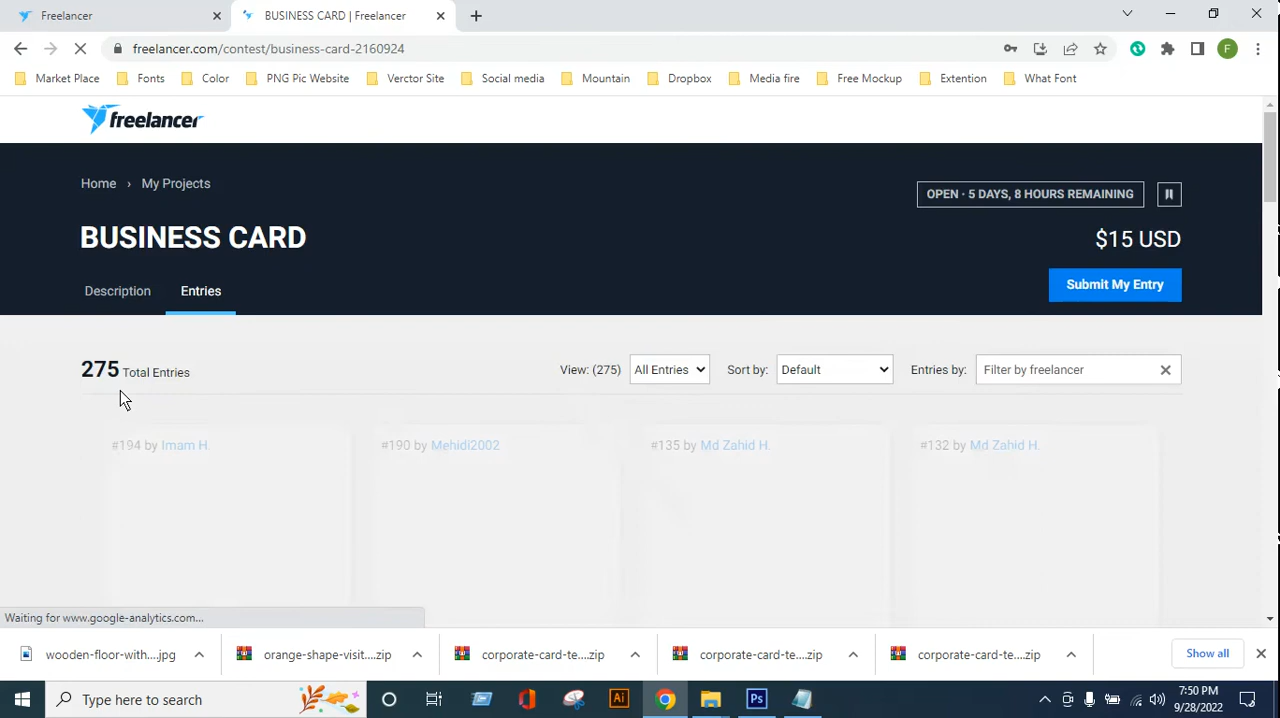 Freelancer
BUSINESS CARD | Freelancer
freelancer.com/contest/business-card-2160924
F
Market Place
Fonts
Color
PNG Pic Website
Verctor Site
Social media
Mountain
Dropbox
Media fire
Free Mockup
Extention
What Font
freelancer
Home › My Projects
OPEN · 5 DAYS, 8 HOURS REMAINING
BUSINESS CARD
$15 USD
Description
Entries
Submit My Entry
275 Total Entries
View: (275)
All Entries
Sort by:
Default
Entries by:
Filter by freelancer
#194 by Imam H.
#190 by Mehidi2002
#135 by Md Zahid H.
#132 by Md Zahid H.
Waiting for www.google-analytics.com...
wooden-floor-with....jpg
orange-shape-visit....zip
corporate-card-te....zip
corporate-card-te....zip
corporate-card-te....zip
Show all
Type here to search
Ai
Ps
7:50 PM
9/28/2022